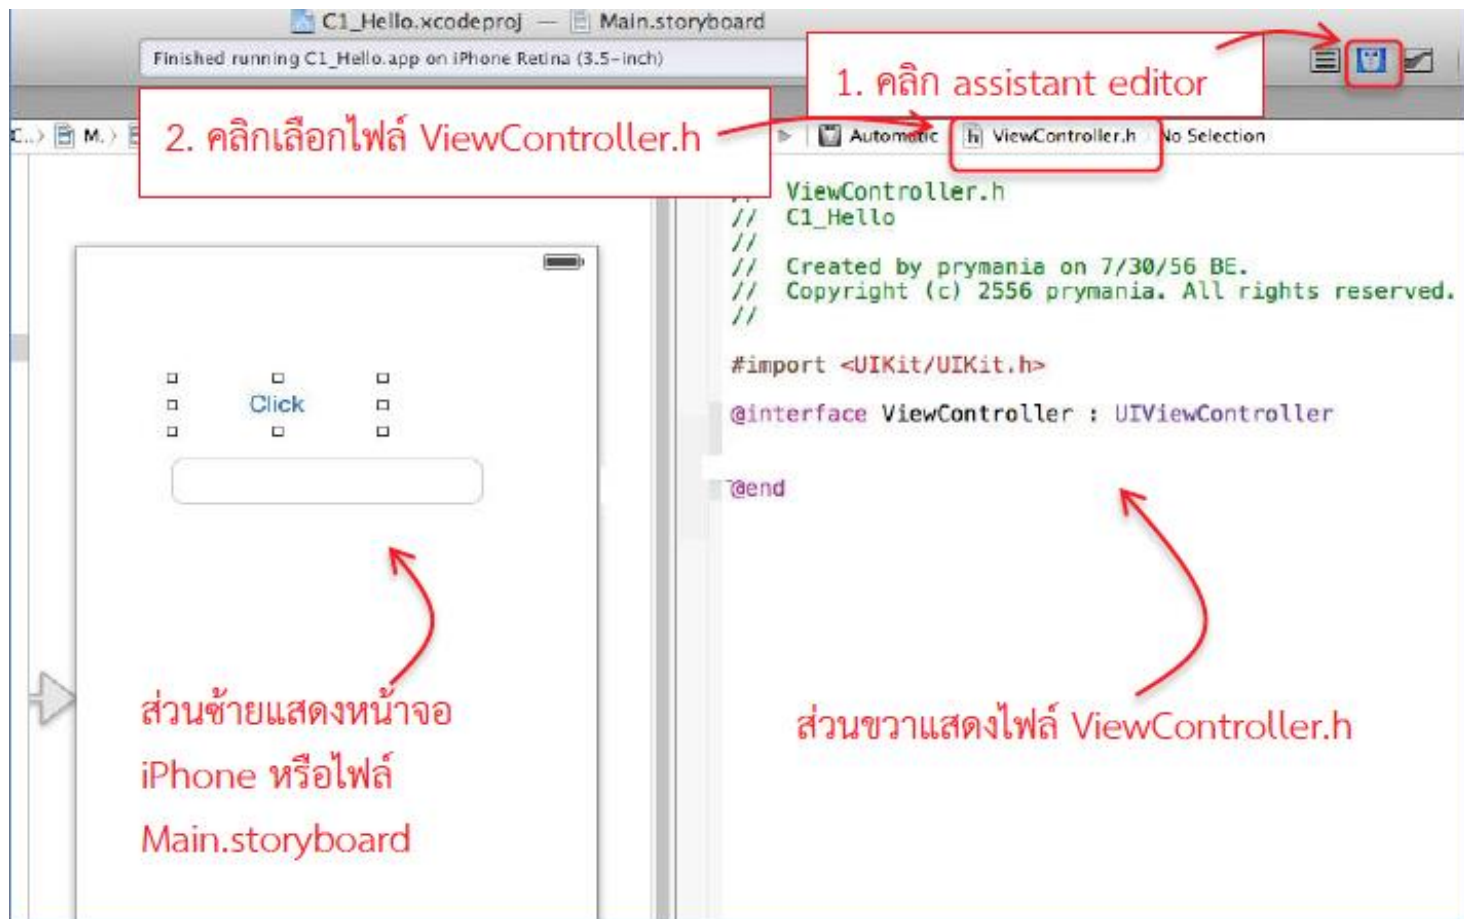 C1_Hello.xcodeproj — Main.storyboard
Finished running C1_Hello.app on iPhone Retina (3.5-inch)
1. คลิก assistant editor
2. คลิกเลือกไฟล์ ViewController.h
C.. M. Automatic ViewController.h No Selection
// ViewController.h
// C1_Hello
//
// Created by prymania on 7/30/56 BE.
// Copyright (c) 2556 prymania. All rights reserved.
//
#import <UIKit/UIKit.h>
@interface ViewController : UIViewController
@end
Click
ส่วนซ้ายแสดงหน้าจอ
iPhone หรือไฟล์
Main.storyboard
ส่วนขวาแสดงไฟล์ ViewController.h